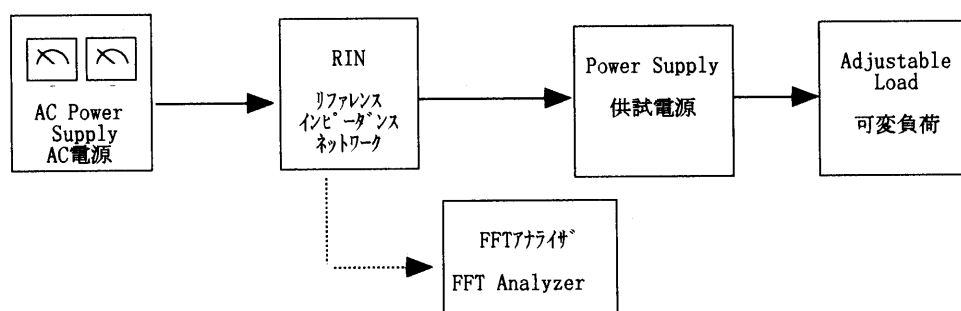 AC Power
Supply
AC電源
RIN
リファレンス
インピーダンス
ネットワーク
Power Supply
供試電源
Adjustable
Load
可変負荷
FFTアナライザ
FFT Analyzer